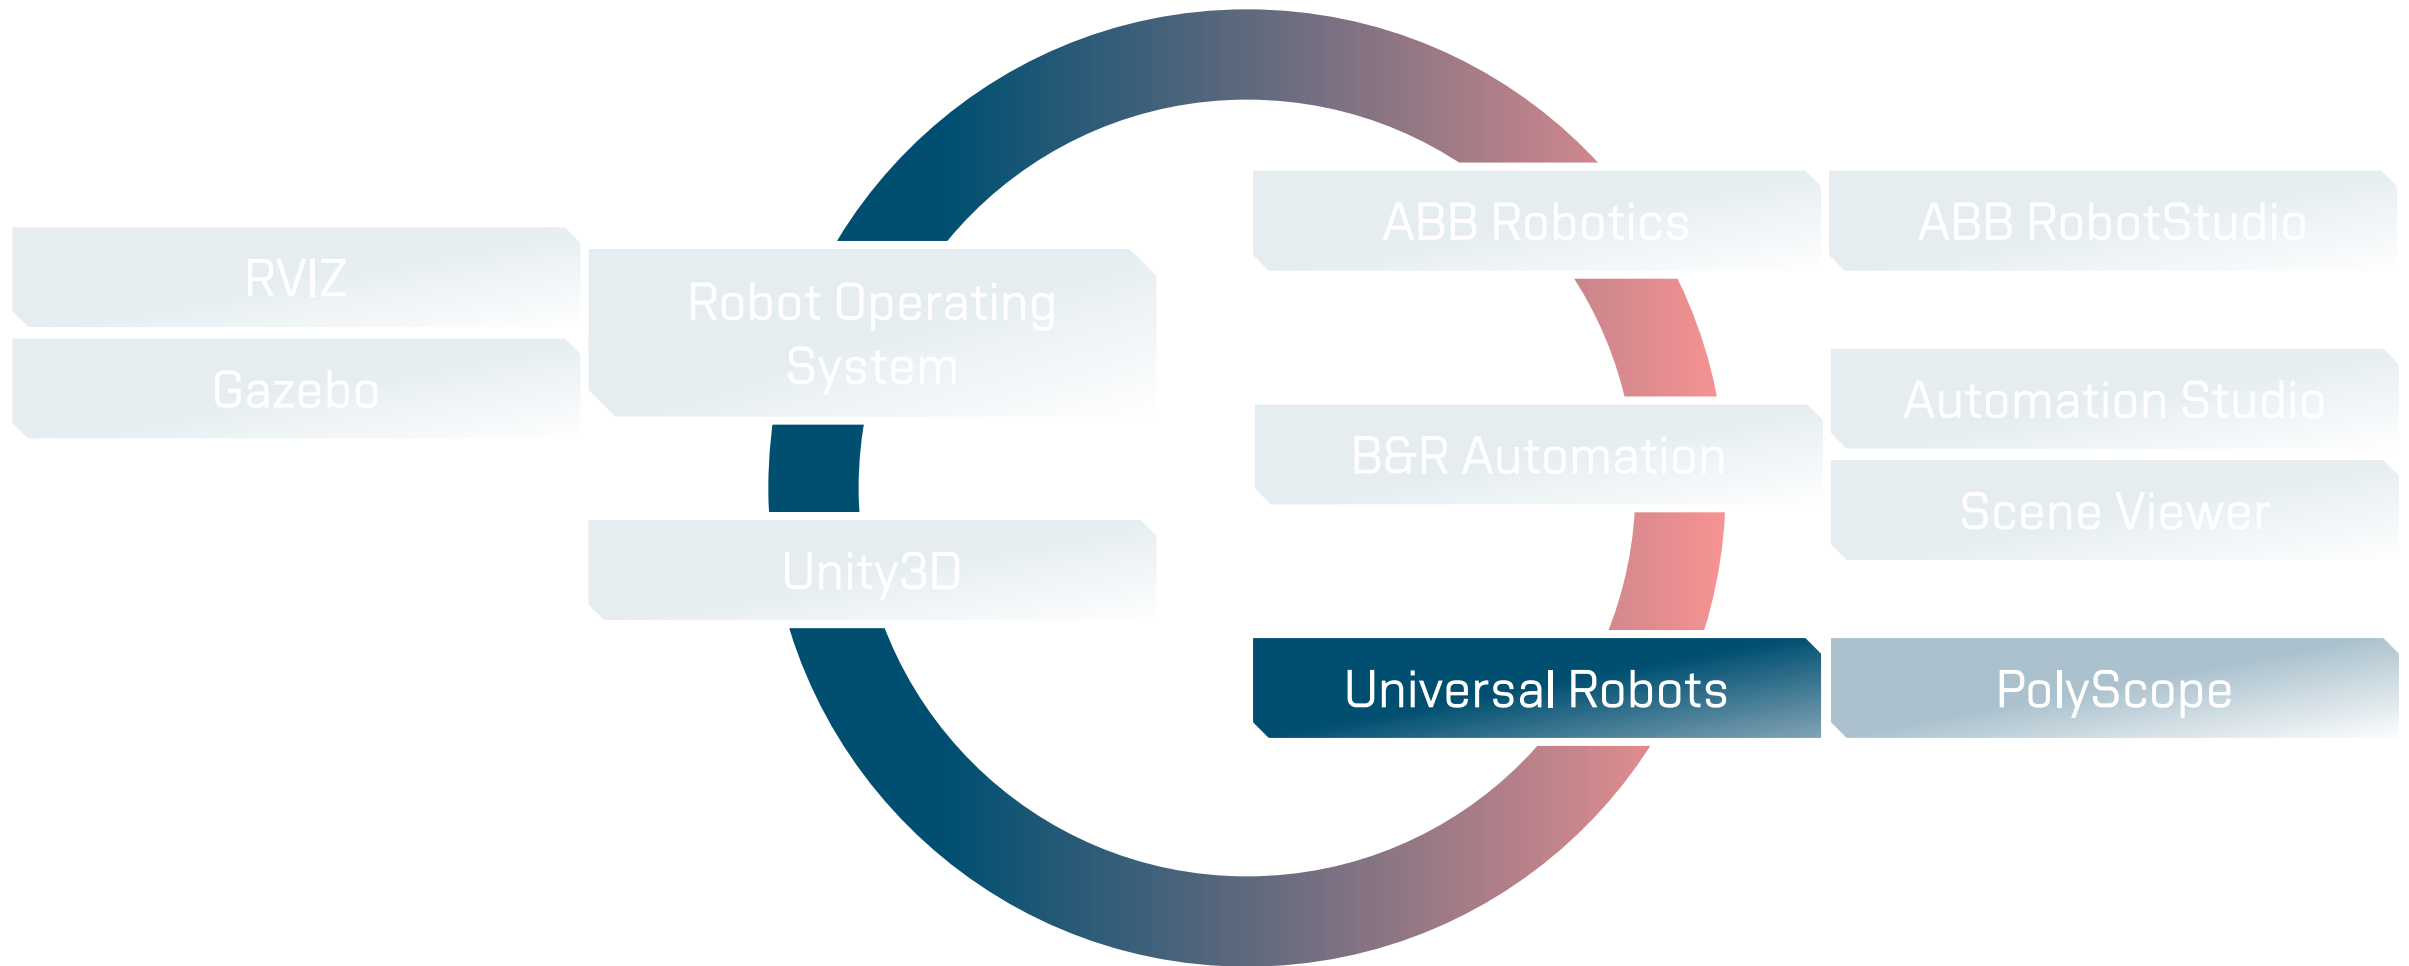 RVIZ
Gazebo
Robot Operating
System
Unity3D
ABB Robotics
ABB RobotStudio
B&R Automation
Automation Studio
Scene Viewer
Universal Robots
PolyScope